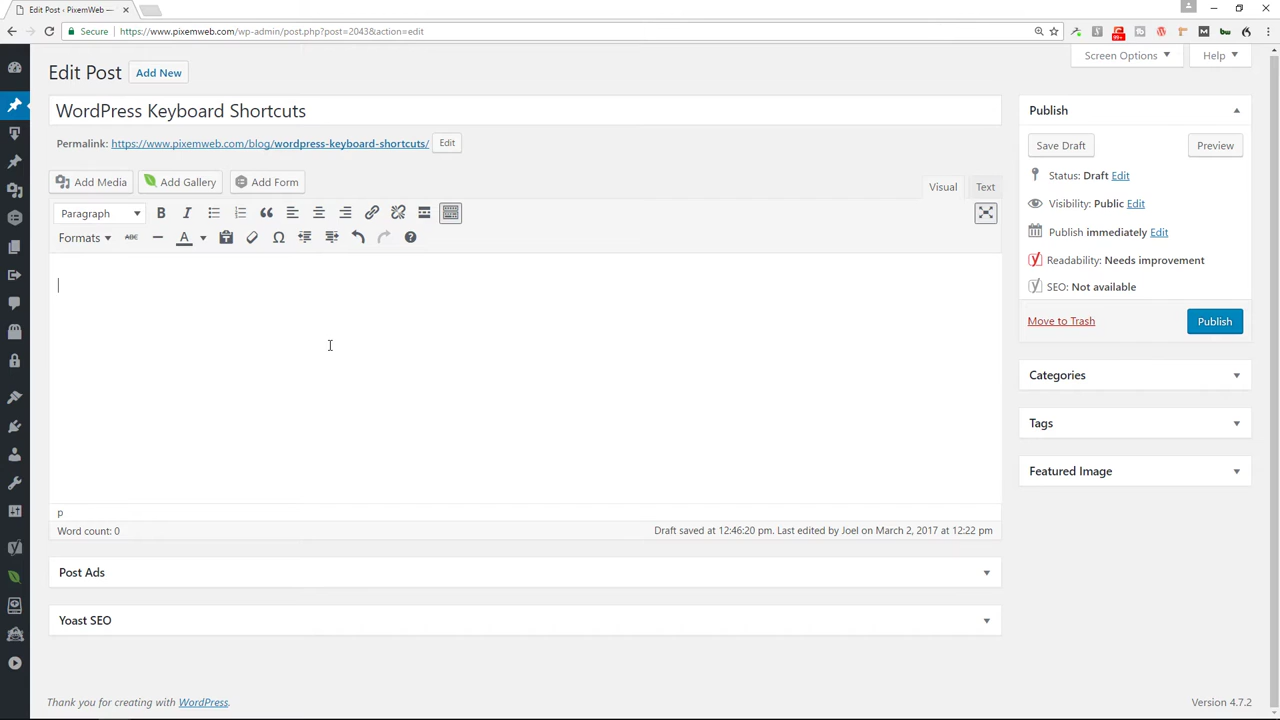 Edit Post ‹ PixemWeb —
Secure https://www.pixemweb.com/wp-admin/post.php?post=2043&action=edit
99+
Screen Options Help
Edit Post Add New
WordPress Keyboard Shortcuts
Permalink: https://www.pixemweb.com/blog/wordpress-keyboard-shortcuts/ Edit
Add Media Add Gallery Add Form
Visual Text
Paragraph B I
Formats ABC A Ω
p
Word count: 0
Draft saved at 12:46:20 pm. Last edited by Joel on March 2, 2017 at 12:22 pm
Post Ads
Yoast SEO
Publish
Save Draft Preview
Status: Draft Edit
Visibility: Public Edit
Publish immediately Edit
Readability: Needs improvement
SEO: Not available
Move to Trash Publish
Categories
Tags
Featured Image
Thank you for creating with WordPress.
Version 4.7.2